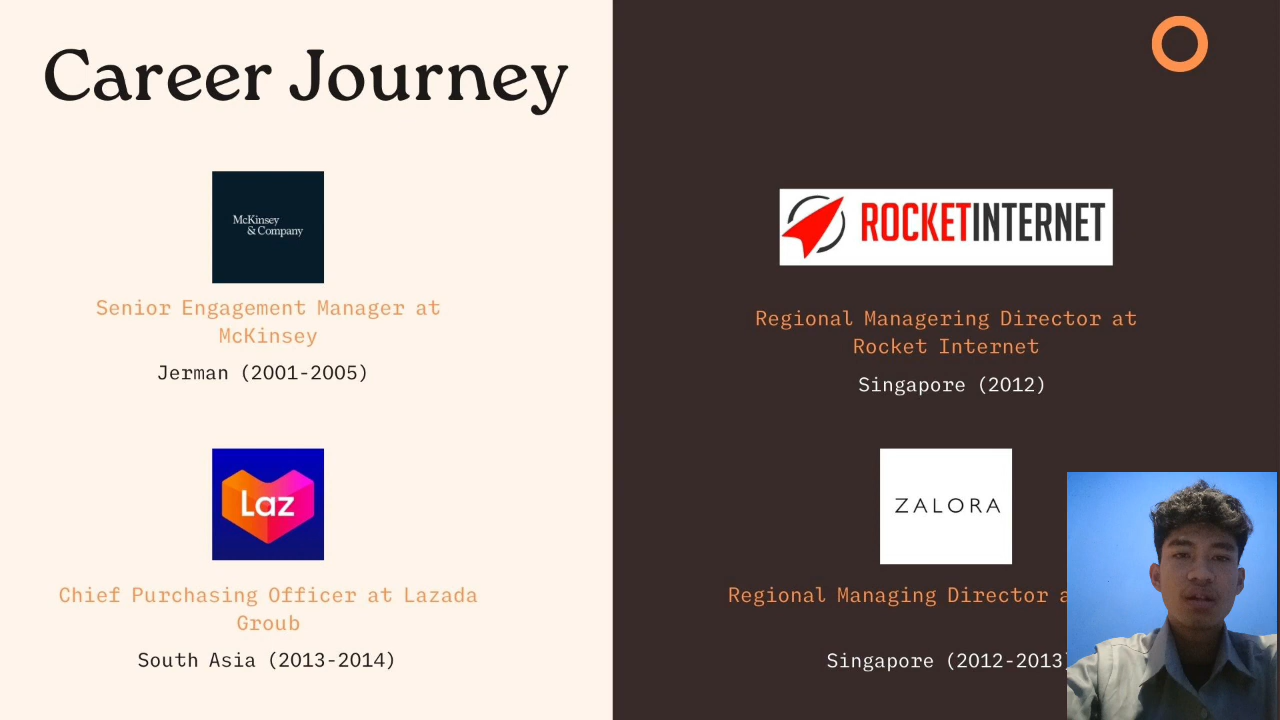 Career Journey
McKinsey
& Company
Senior Engagement Manager at
McKinsey
Jerman (2001-2005)
Laz
Chief Purchasing Officer at Lazada
Groub
South Asia (2013-2014)
ROCKETINTERNET
Regional Managering Director at
Rocket Internet
Singapore (2012)
ZALORA
Regional Managing Director
Singapore (2012-2013)